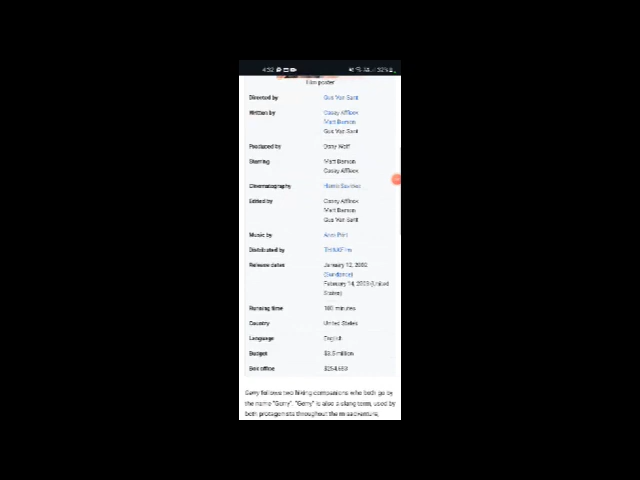 4:52
Film poster
Directed by Gus Van Sant
Written by Casey Affleck
Matt Damon
Gus Van Sant
Produced by Dany Wolf
Starring Matt Damon
Casey Affleck
Cinematography Harris Savides
Edited by Casey Affleck
Matt Damon
Gus Van Sant
Music by Arvo Pärt
Distributed by ThinkFilm
Release dates January 12, 2002
(Sundance)
February 14, 2003 (United
States)
Running time 103 minutes
Country United States
Language English
Budget $3.5 million
Box office
Gerry follows two hiking companions who both go by
the name "Gerry". "Gerry" is also a slang term, used by
both protagonists throughout the misadventure,